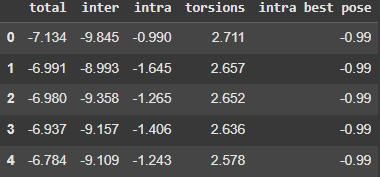 total inter intra torsions intra best pose
0 -7.134 -9.845 -0.990 2.711 -0.99
1 -6.991 -8.993 -1.645 2.657 -0.99
2 -6.980 -9.358 -1.265 2.652 -0.99
3 -6.937 -9.157 -1.406 2.636 -0.99
4 -6.784 -9.109 -1.243 2.578 -0.99